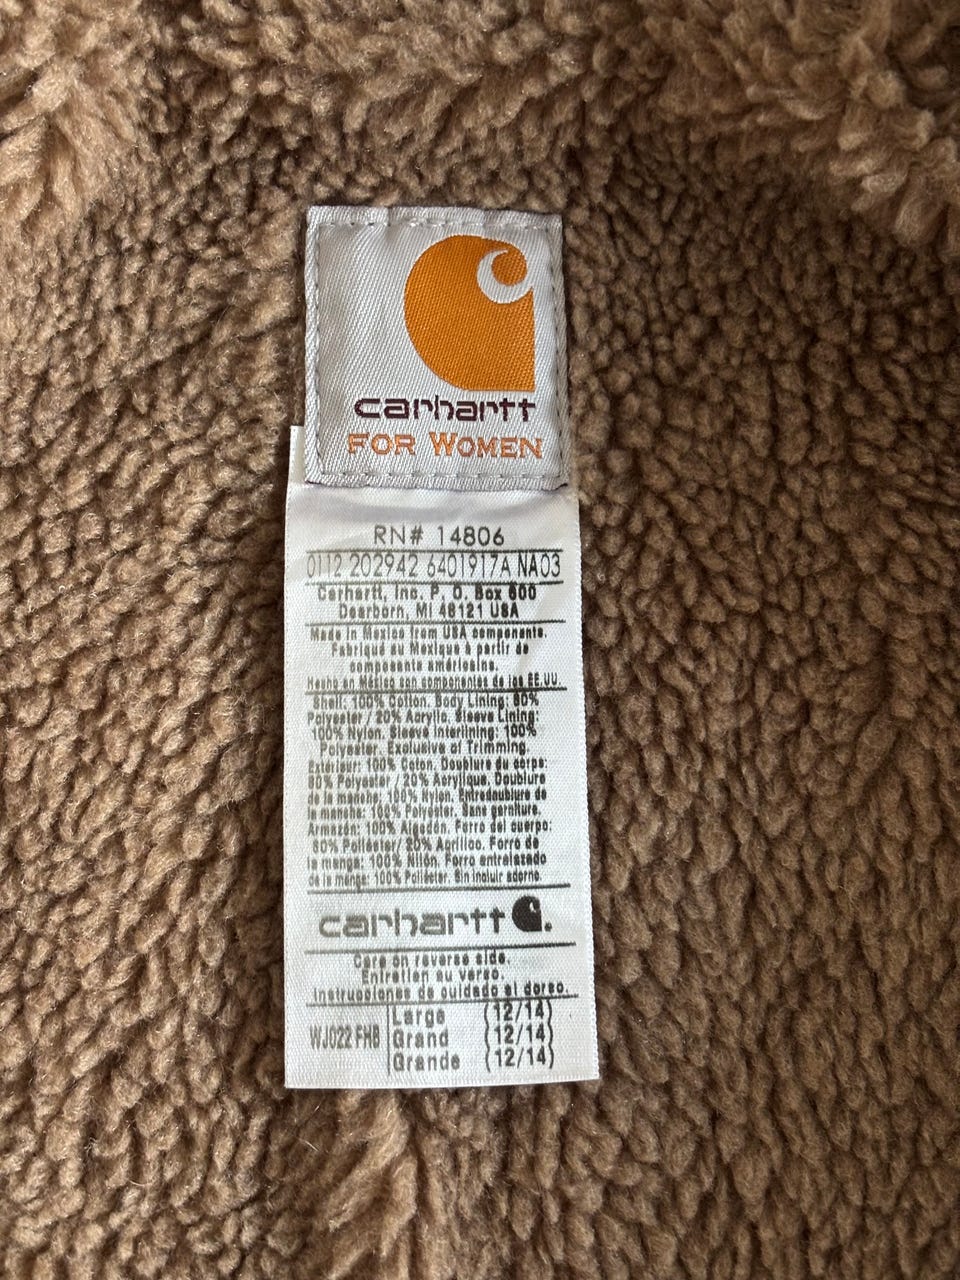 carhartt
FOR WOMEN
RN# 14806
0112 202942 6401917A NA03
Carhartt, Inc. P. O. Box 600
Dearborn, MI 48121 USA
Made in Mexico from USA components.
Fabriqué au Mexique à partir de
composants américains.
Hecho en México con componentes de los EE.UU.
Shell: 100% Cotton. Body Lining: 80%
Polyester / 20% Acrylic. Sleeve Lining:
100% Nylon. Sleeve Interlining: 100%
Polyester. Exclusive of Trimming.
Extérieur: 100% Coton. Doublure du corps:
80% Polyester / 20% Acrylique. Doublure
de la manche: 100% Nylon. Entredoublure de
la manche: 100% Polyester. Sans garniture.
Armazón: 100% Algodón. Forro del cuerpo:
80% Poliéster/ 20% Acrílico. Forro de
la manga: 100% Nilón. Forro entrelazado
de la manga: 100% Poliéster. Sin incluir adorno.
carhartt
Care on reverse side.
Entretien au verso.
Instrucciones de cuidado al dorso.
WJ022 FHB
Large (12/14)
Grand (12/14)
Grande (12/14)